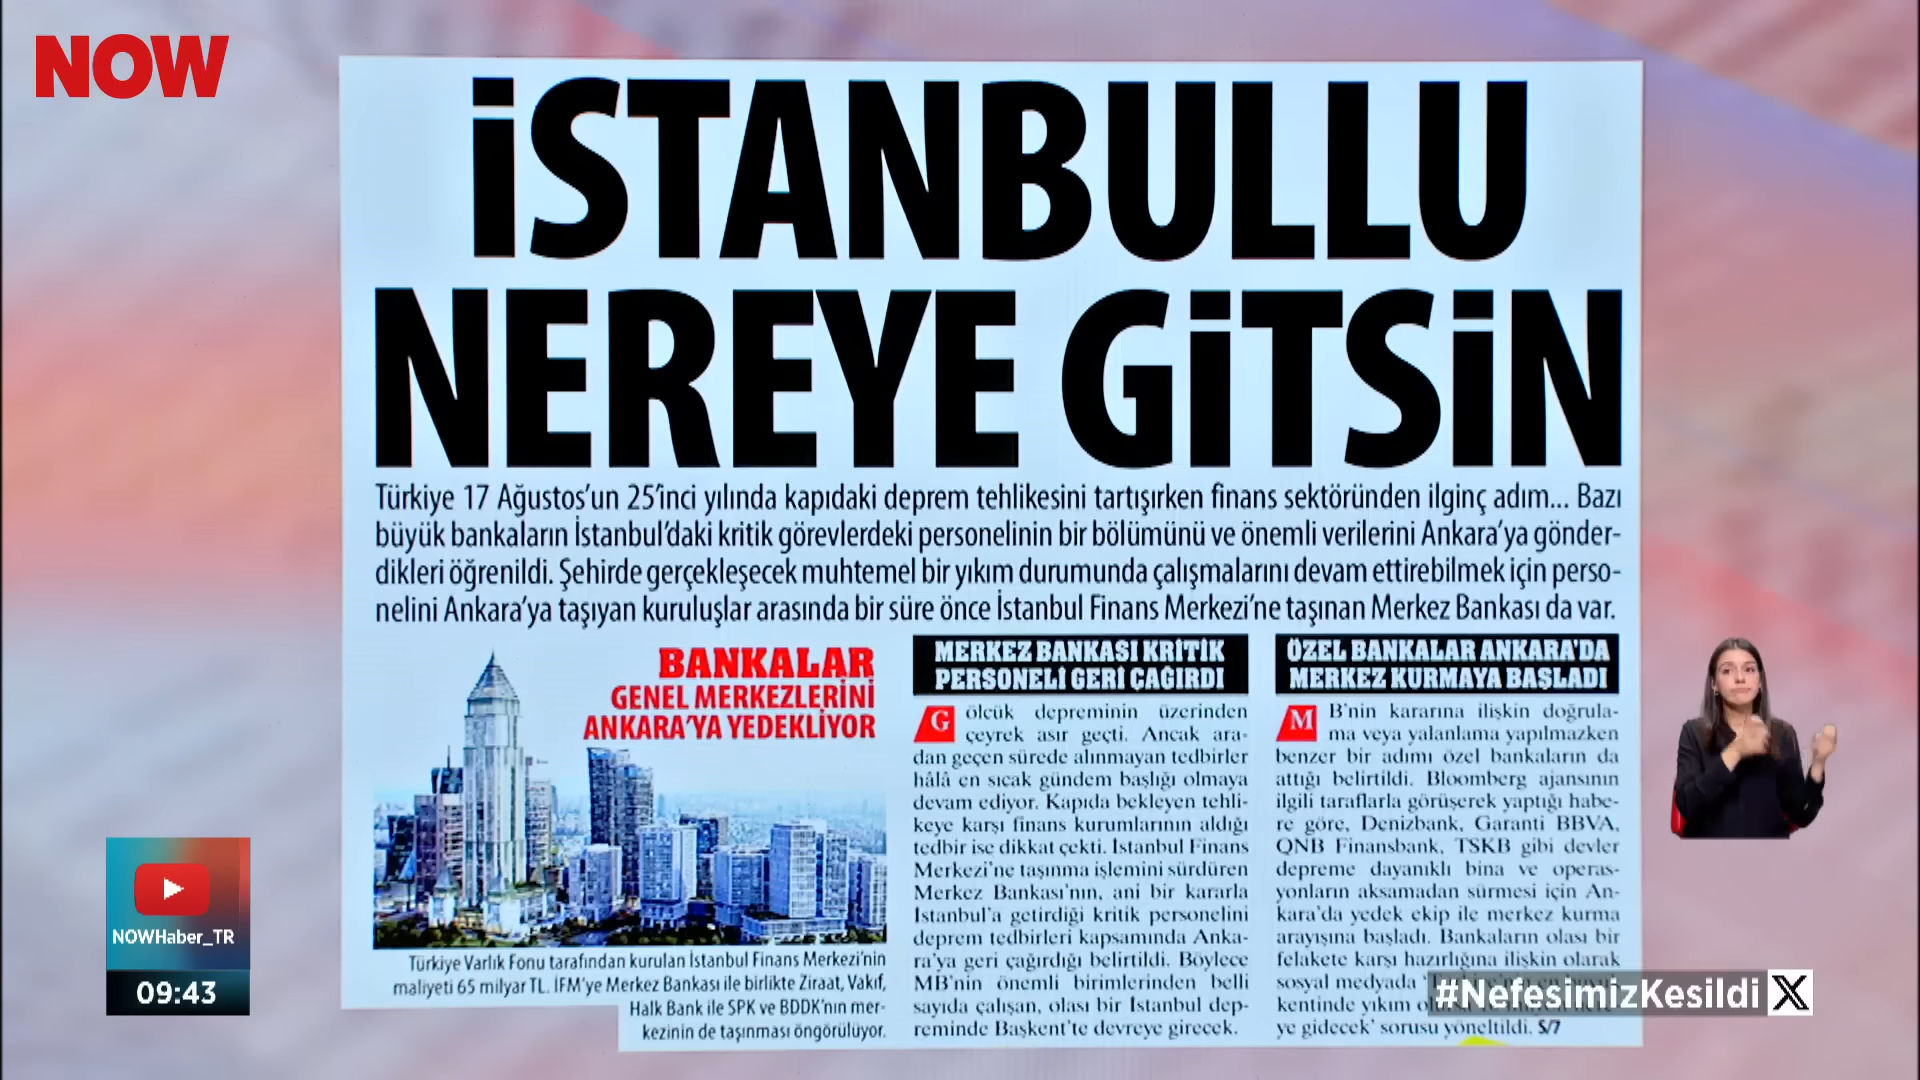 NOW
İSTANBULLU
NEREYE GİTSİN
Türkiye 17 Ağustos'un 25'inci yılında kapıdaki deprem tehlikesini tartışırken finans sektöründen ilginç adım... Bazı
büyük bankaların İstanbul'daki kritik görevlerdeki personelinin bir bölümünü ve önemli verilerini Ankara'ya gönder-
dikleri öğrenildi. Şehirde gerçekleşecek muhtemel bir yıkım durumunda çalışmalarını devam ettirebilmek için perso-
nelini Ankara'ya taşıyan kuruluşlar arasında bir süre önce İstanbul Finans Merkezi'ne taşınan Merkez Bankası da var.
BANKALAR
GENEL MERKEZLERİNİ
ANKARA'YA YEDEKLİYOR
Türkiye Varlık Fonu tarafından kurulan İstanbul Finans Merkezi'nin
maliyeti 65 milyar TL. İFM'ye Merkez Bankası ile birlikte Ziraat, Vakıf,
Halk Bank ile SPK ve BDDK'nın mer-
kezinin de taşınması öngörülüyor.
MERKEZ BANKASI KRİTİK
PERSONELİ GERİ ÇAĞIRDI
Gölcük depreminin üzerinden
çeyrek asır geçti. Ancak ara-
dan geçen sürede alınmayan tedbirler
hâlâ en sıcak gündem başlığı olmaya
devam ediyor. Kapıda bekleyen tehli-
keye karşı finans kurumlarının aldığı
tedbir ise dikkat çekti. İstanbul Finans
Merkezi'ne taşınma işlemini sürdüren
Merkez Bankası'nın, ani bir kararla
İstanbul'a getirdiği kritik personelini
deprem tedbirleri kapsamında Anka-
ra'ya geri çağırdığı belirtildi. Böylece
MB'nin önemli birimlerinden belli
sayıda çalışan, olası bir İstanbul dep-
reminde Başkent'te devreye girecek.
ÖZEL BANKALAR ANKARA'DA
MERKEZ KURMAYA BAŞLADI
MB'nin kararına ilişkin doğrula-
ma veya yalanlama yapılmazken
benzer bir adımı özel bankaların da
attığı belirtildi. Bloomberg ajansının
ilgili taraflarla görüşerek yaptığı habe-
re göre, Denizbank, Garanti BBVA,
QNB Finansbank, TSKB gibi devler
depreme dayanıklı bina ve operas-
yonların aksamadan sürmesi için An-
kara'da yedek ekip ile merkez kurma
arayışına başladı. Bankaların olası bir
felakete karşı hazırlığına ilişkin olarak
sosyal medyada
kentinde yıkım
ye gidecek' sorusu yöneltildi. S/7
#NefesimizKesildi X
NOWHaber_TR
09:43